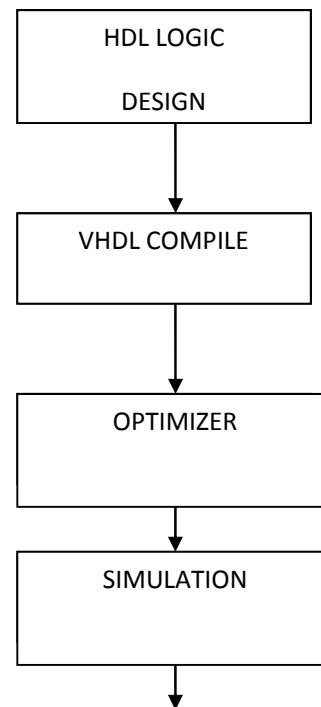 HDL LOGIC
DESIGN
VHDL COMPILE
OPTIMIZER
SIMULATION